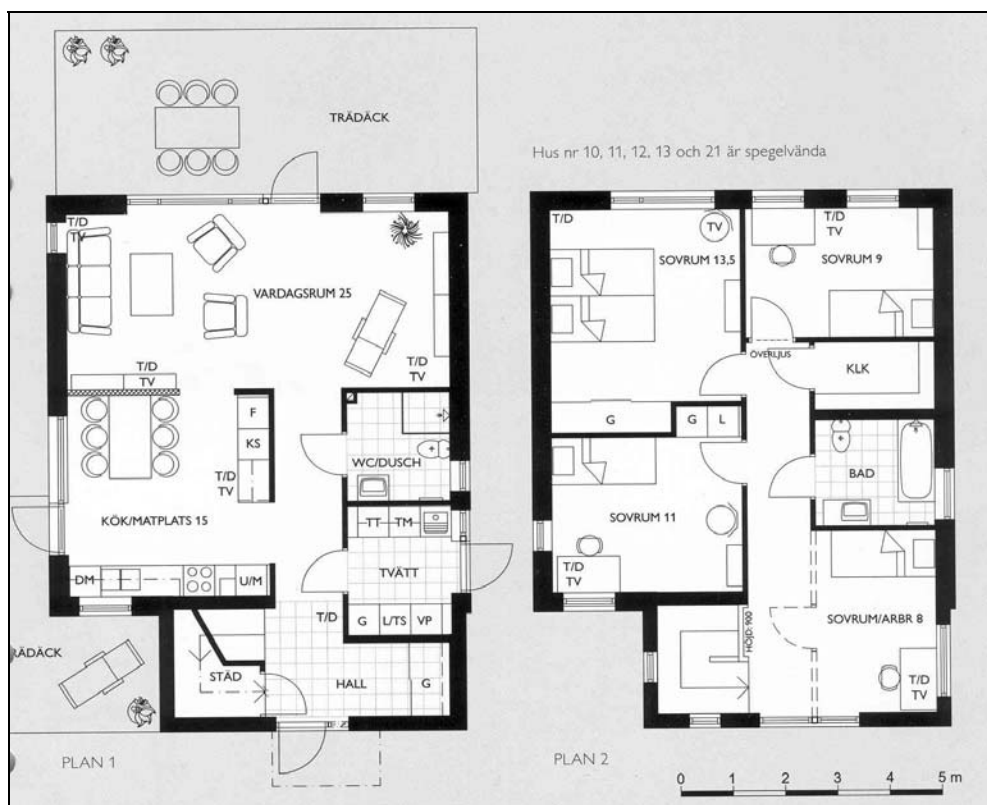 TRÄDÄCK
Hus nr 10, 11, 12, 13 och 21 är spegelvända
T/D
TV
VARDAGSRUM 25
T/D
TV
T/D
TV
F
KS
T/D
TV
WC/DUSCH
KÖK/MATPLATS 15
TT
TM
DM
U/M
TVÄTT
T/D
G
L/TS
VP
RÄDÄCK
STÄD
HALL
G
PLAN 1
T/D
TV
SOVRUM 13,5
T/D
TV
SOVRUM 9
ÖVERLJUS
KLK
G
G
L
BAD
SOVRUM 11
T/D
TV
HÖJD: 900
SOVRUM/ARBR 8
T/D
TV
PLAN 2
0 1 2 3 4 5 m